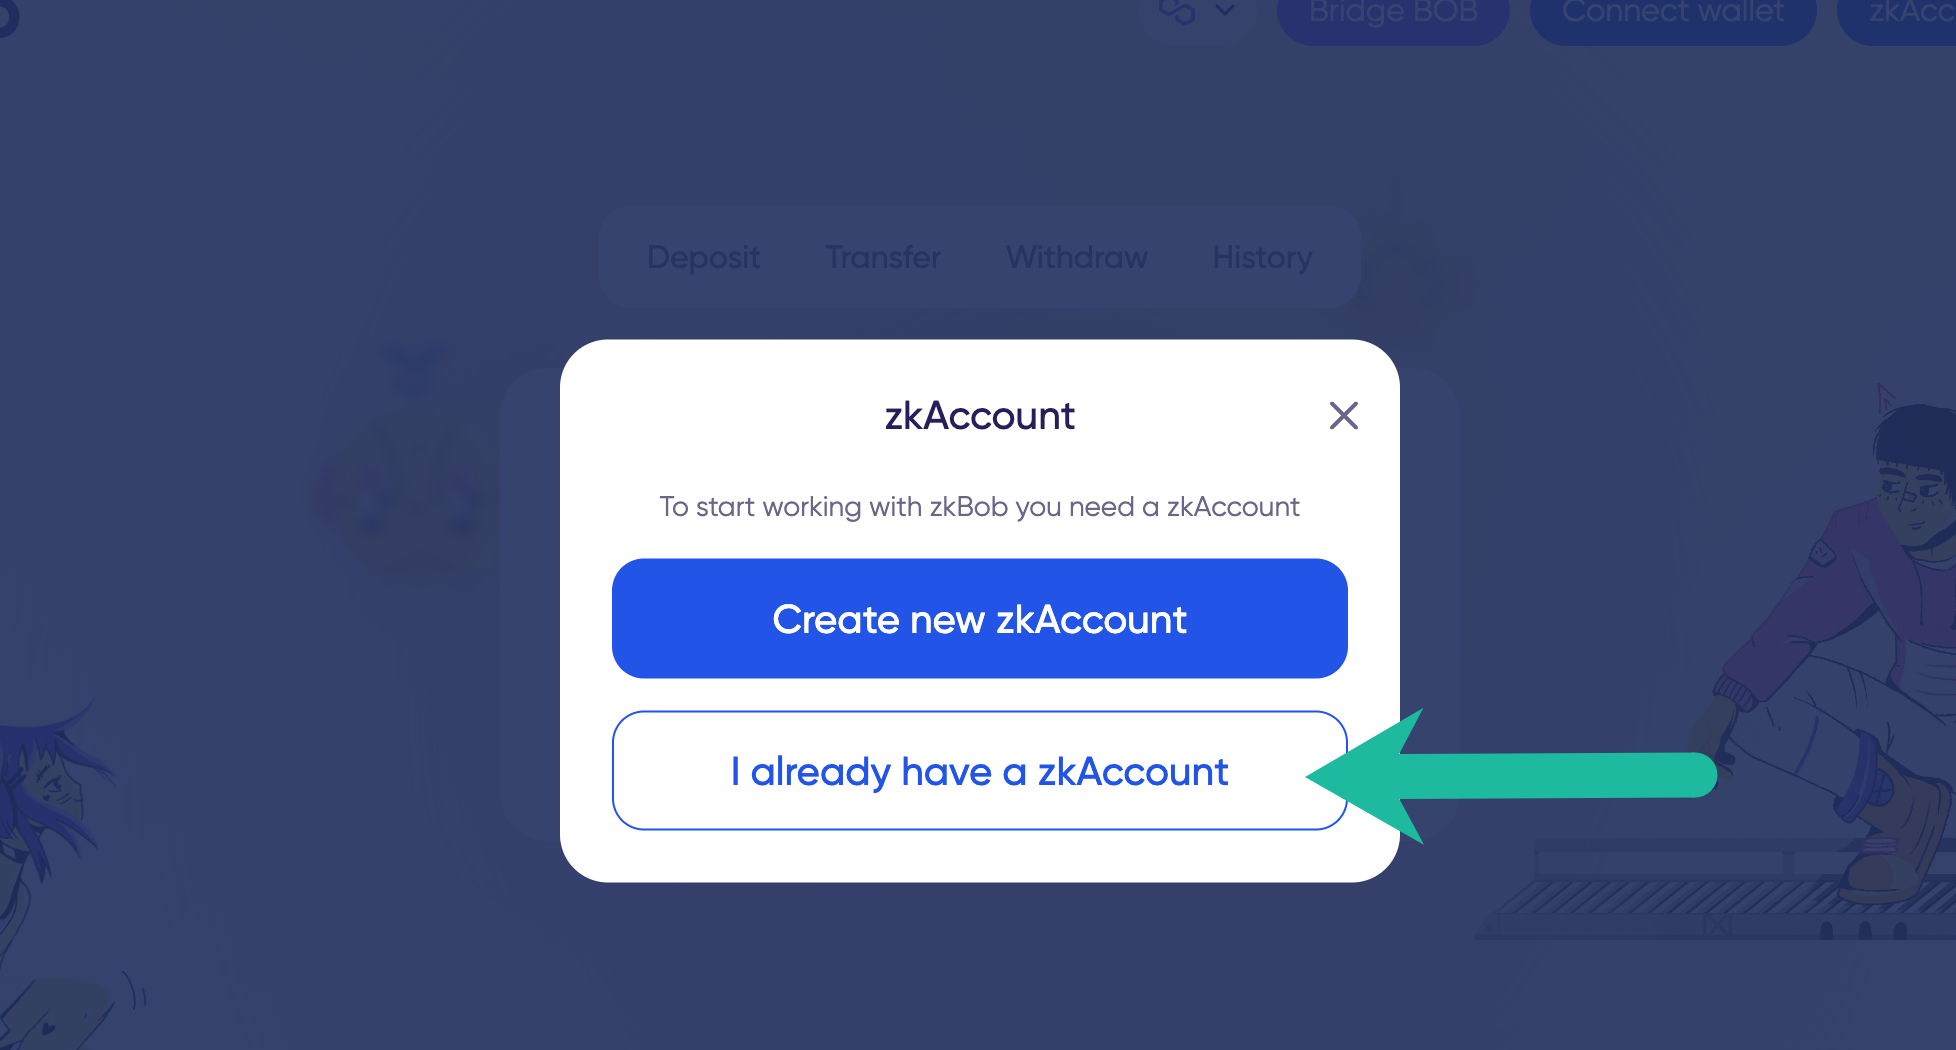 Bridge BOB
Connect wallet
zkAcc
Deposit
Transfer
Withdraw
History
zkAccount
To start working with zkBob you need a zkAccount
Create new zkAccount
I already have a zkAccount